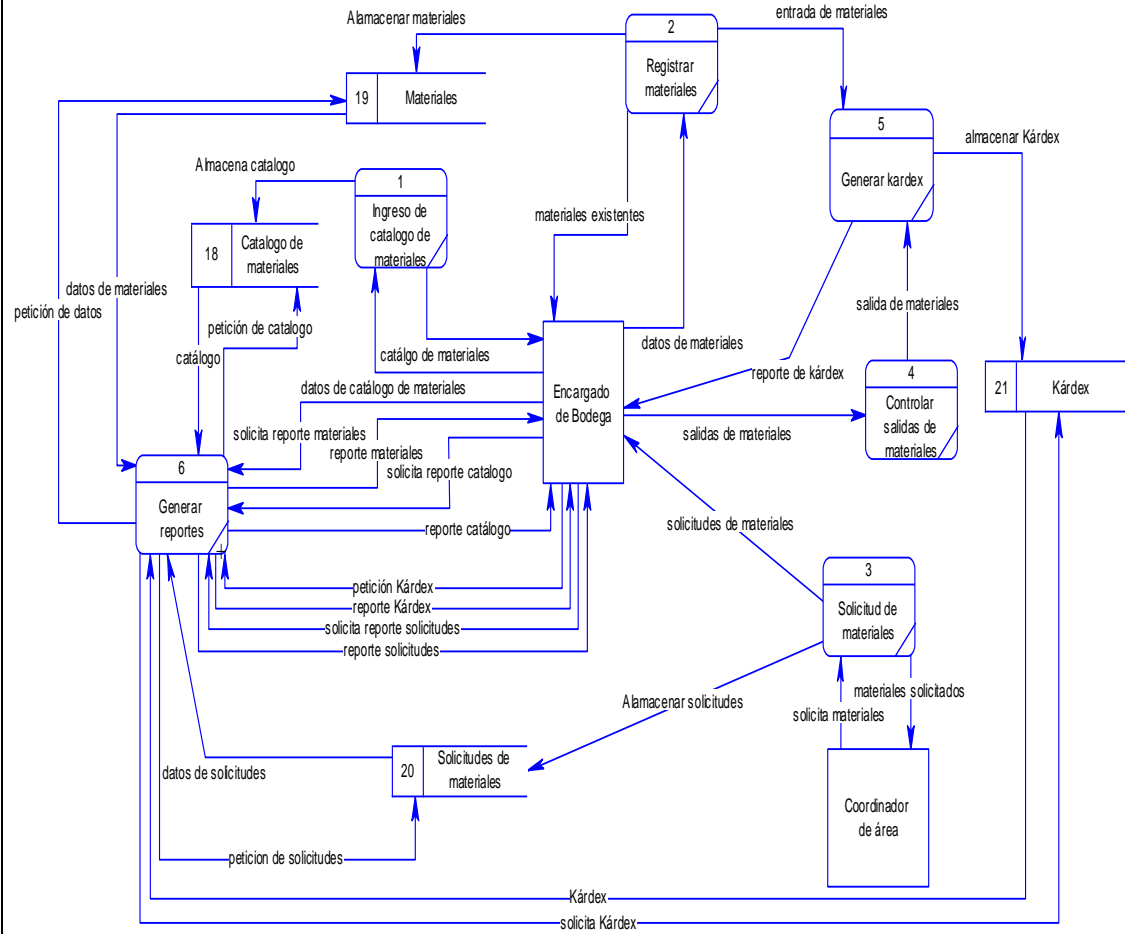 entrada de materiales
Alamacenar materiales
2
Registrar
materiales
19
Materiales
5
Generar kardex
almacenar Kárdex
Almacena catalogo
1
Ingreso de
catalogo de
materiales
materiales existentes
18
Catalogo de
materiales
datos de materiales
petición de datos
petición de catalogo
catálogo
catálgo de materiales
datos de materiales
salida de materiales
reporte de kárdex
4
Controlar
salidas de
materiales
21
Kárdex
datos de catálogo de materiales
Encargado
de Bodega
solicita reporte materiales
reporte materiales
salidas de materiales
solicita reporte catalogo
6
Generar
reportes
reporte catálogo
solicitudes de materiales
petición Kárdex
reporte Kárdex
solicita reporte solicitudes
reporte solicitudes
3
Solicitud de
materiales
materiales solicitados
Alamacenar solicitudes
solicita materiales
20
Solicitudes de
materiales
datos de solicitudes
Coordinador
de área
peticion de solicitudes
Kárdex
solicita Kárdex